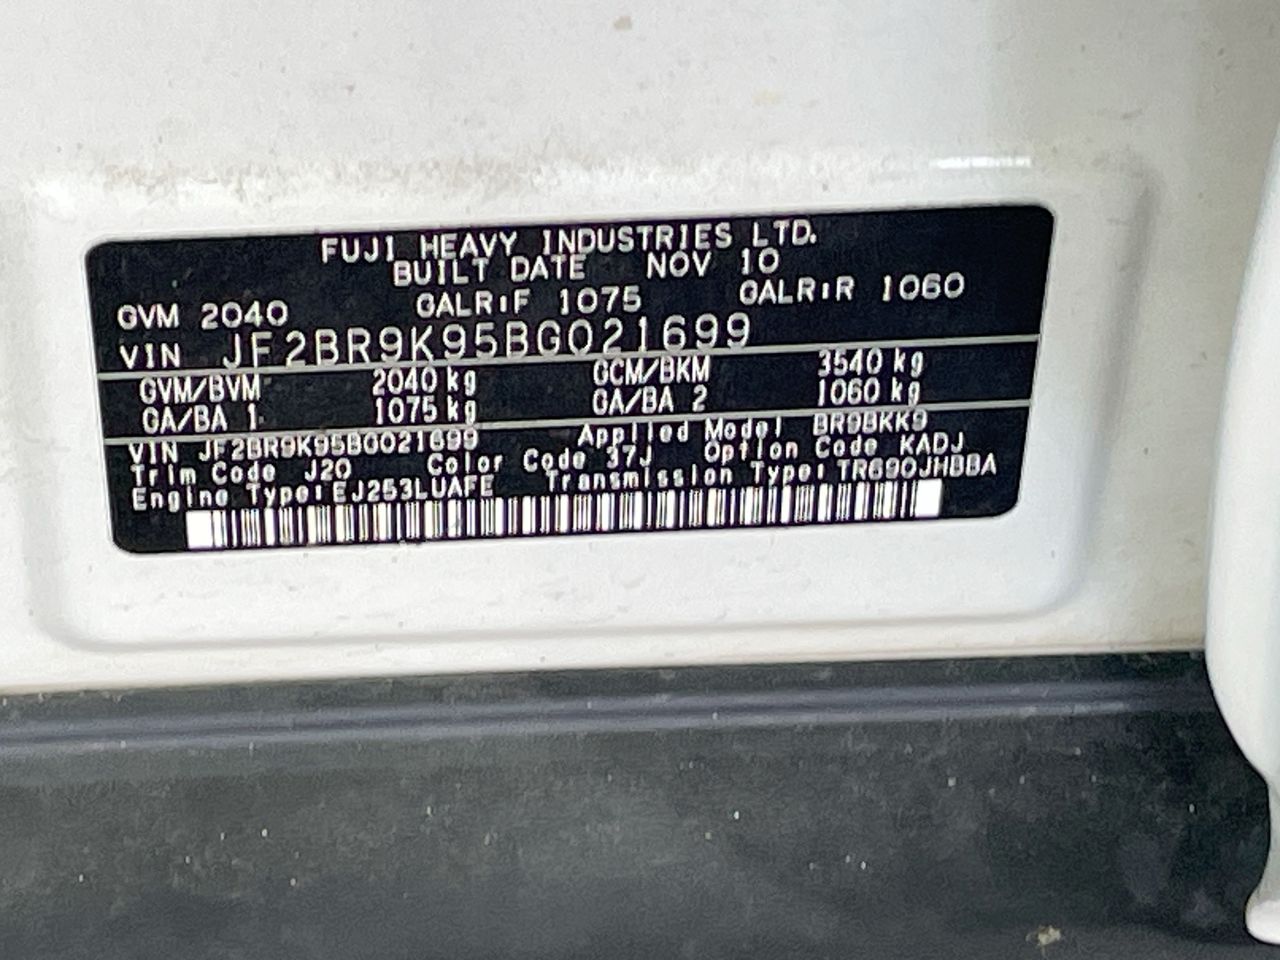 FUJI HEAVY INDUSTRIES LTD.
BUILT DATE NOV 10
GVM 2040 GALR:F 1075 GALR:R 1060
VIN JF2BR9K95BG021699
GVM/BVM 2040 kg GCM/BKM 3540 kg
GA/BA 1 1075 kg GA/BA 2 1060 kg
VIN JF2BR9K95BG021699 Applied Model BR9BKK9
Trim Code J20 Color Code 37J Option Code KADJ
Engine Type:EJ253LUAFE Transmission Type:TR690JHBBA